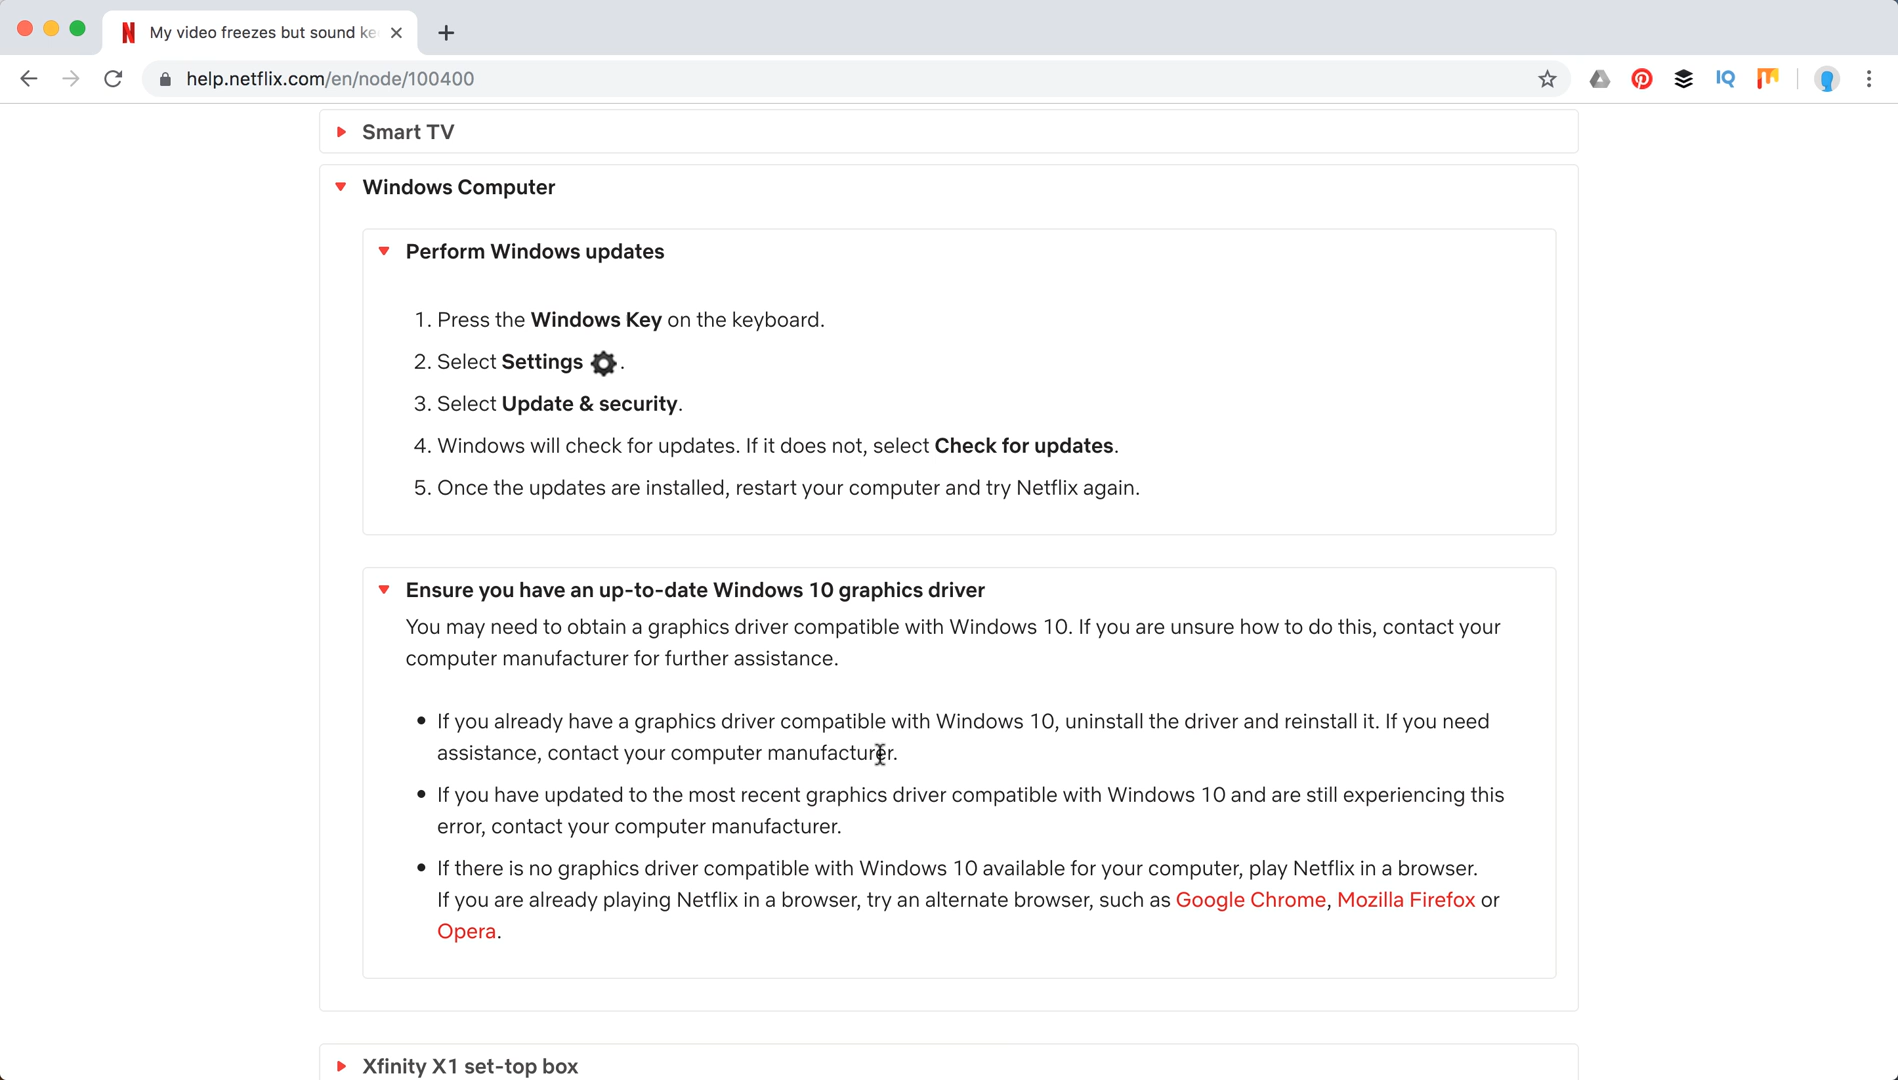 My video freezes but sound ke
help.netflix.com/en/node/100400
IQ
Smart TV
Windows Computer
Perform Windows updates
1. Press the Windows Key on the keyboard.
2. Select Settings .
3. Select Update & security.
4. Windows will check for updates. If it does not, select Check for updates.
5. Once the updates are installed, restart your computer and try Netflix again.
Ensure you have an up-to-date Windows 10 graphics driver
You may need to obtain a graphics driver compatible with Windows 10. If you are unsure how to do this, contact your
computer manufacturer for further assistance.
• If you already have a graphics driver compatible with Windows 10, uninstall the driver and reinstall it. If you need
assistance, contact your computer manufacturer.
• If you have updated to the most recent graphics driver compatible with Windows 10 and are still experiencing this
error, contact your computer manufacturer.
• If there is no graphics driver compatible with Windows 10 available for your computer, play Netflix in a browser.
If you are already playing Netflix in a browser, try an alternate browser, such as Google Chrome, Mozilla Firefox or
Opera.
Xfinity X1 set-top box